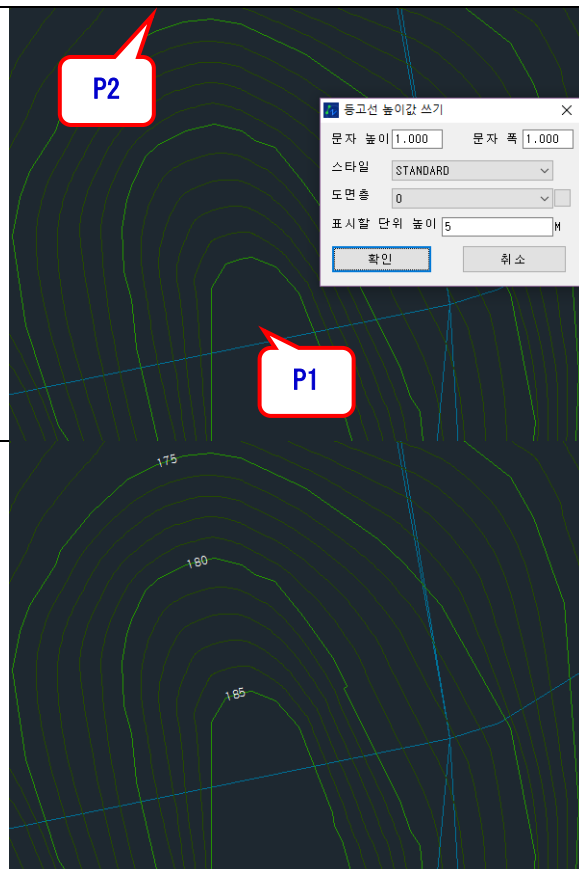 P2
등고선 높이값 쓰기
문자 높이 1.000 문자 폭 1.000
스타일 STANDARD
도면층 0
표시할 단위 높이 5 M
확인 취소
P1
175
180
185